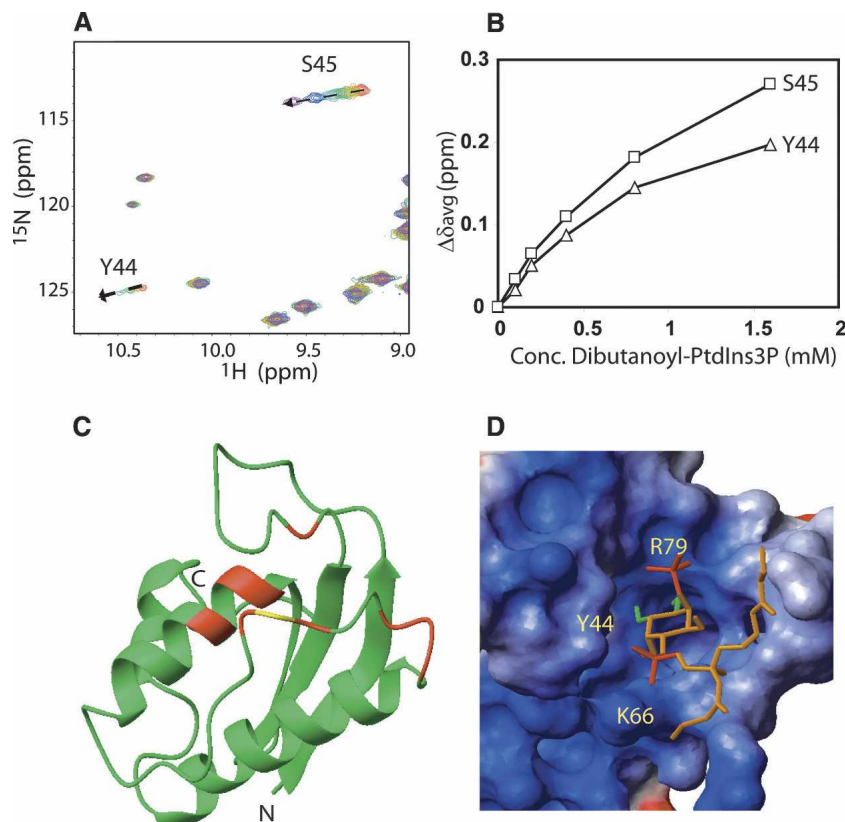 A
S45
Y44
115
120
125
15N (ppm)
10.5
10.0
9.5
9.0
1H (ppm)
B
0.3
0.2
0.1
0
Δδavg (ppm)
S45
Y44
0
0.5
1
1.5
2
Conc. Dibutanoyl-PtdIns3P (mM)
C
C
N
D
R79
Y44
K66